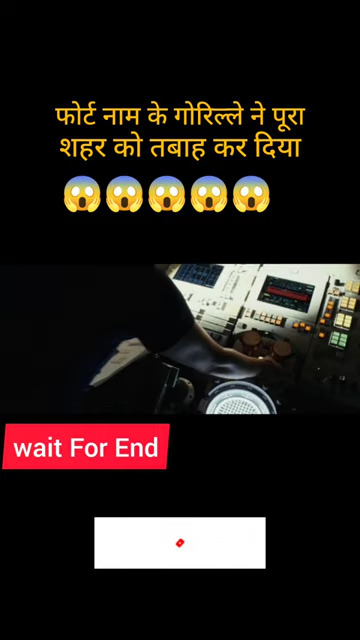 फोर्ट नाम के गोरिल्ले ने पूरा
शहर को तबाह कर दिया
😱😱😱😱😱
wait For End